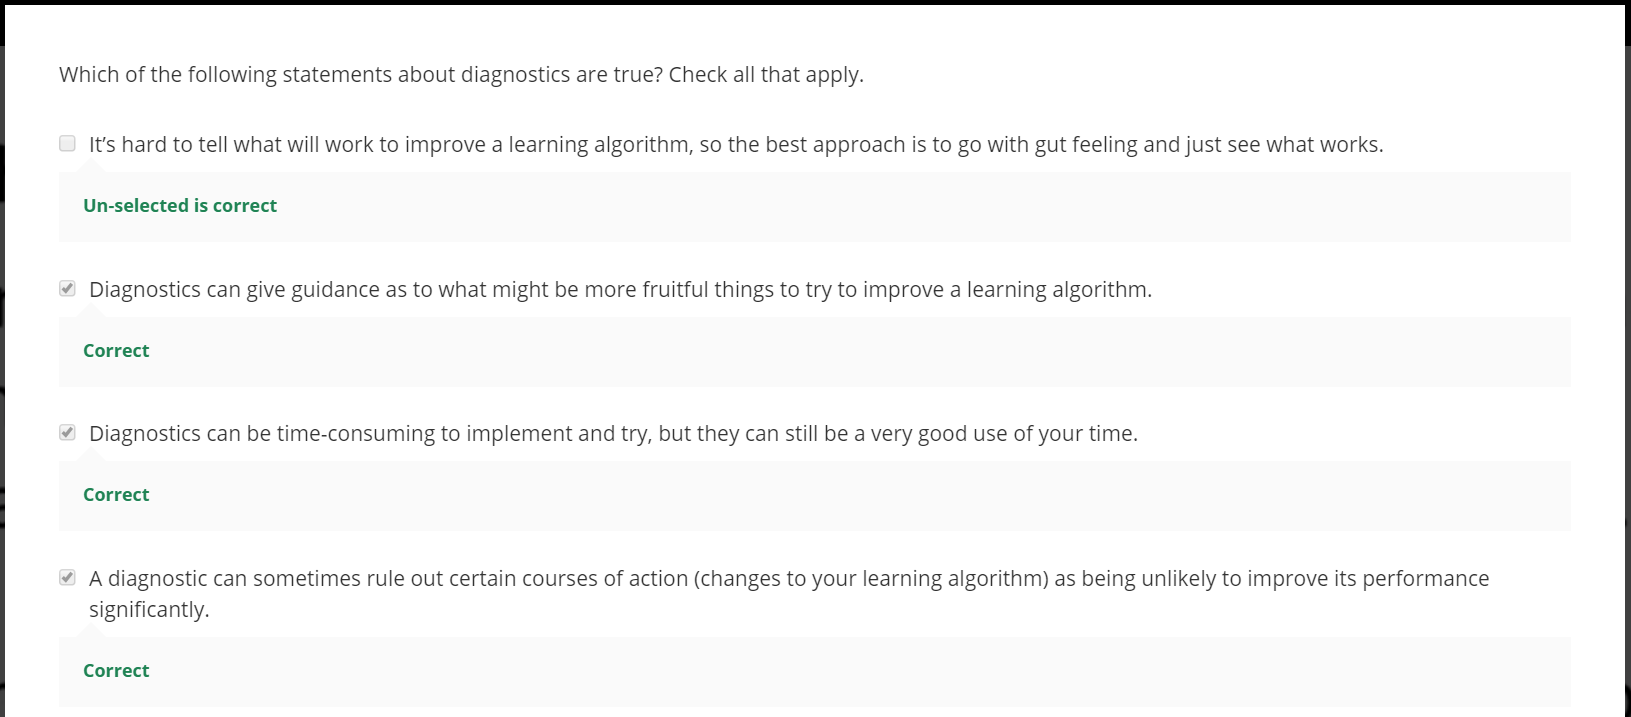 Which of the following statements about diagnostics are true? Check all that apply.
It’s hard to tell what will work to improve a learning algorithm, so the best approach is to go with gut feeling and just see what works.
Un-selected is correct
Diagnostics can give guidance as to what might be more fruitful things to try to improve a learning algorithm.
Correct
Diagnostics can be time-consuming to implement and try, but they can still be a very good use of your time.
Correct
A diagnostic can sometimes rule out certain courses of action (changes to your learning algorithm) as being unlikely to improve its performance
significantly.
Correct